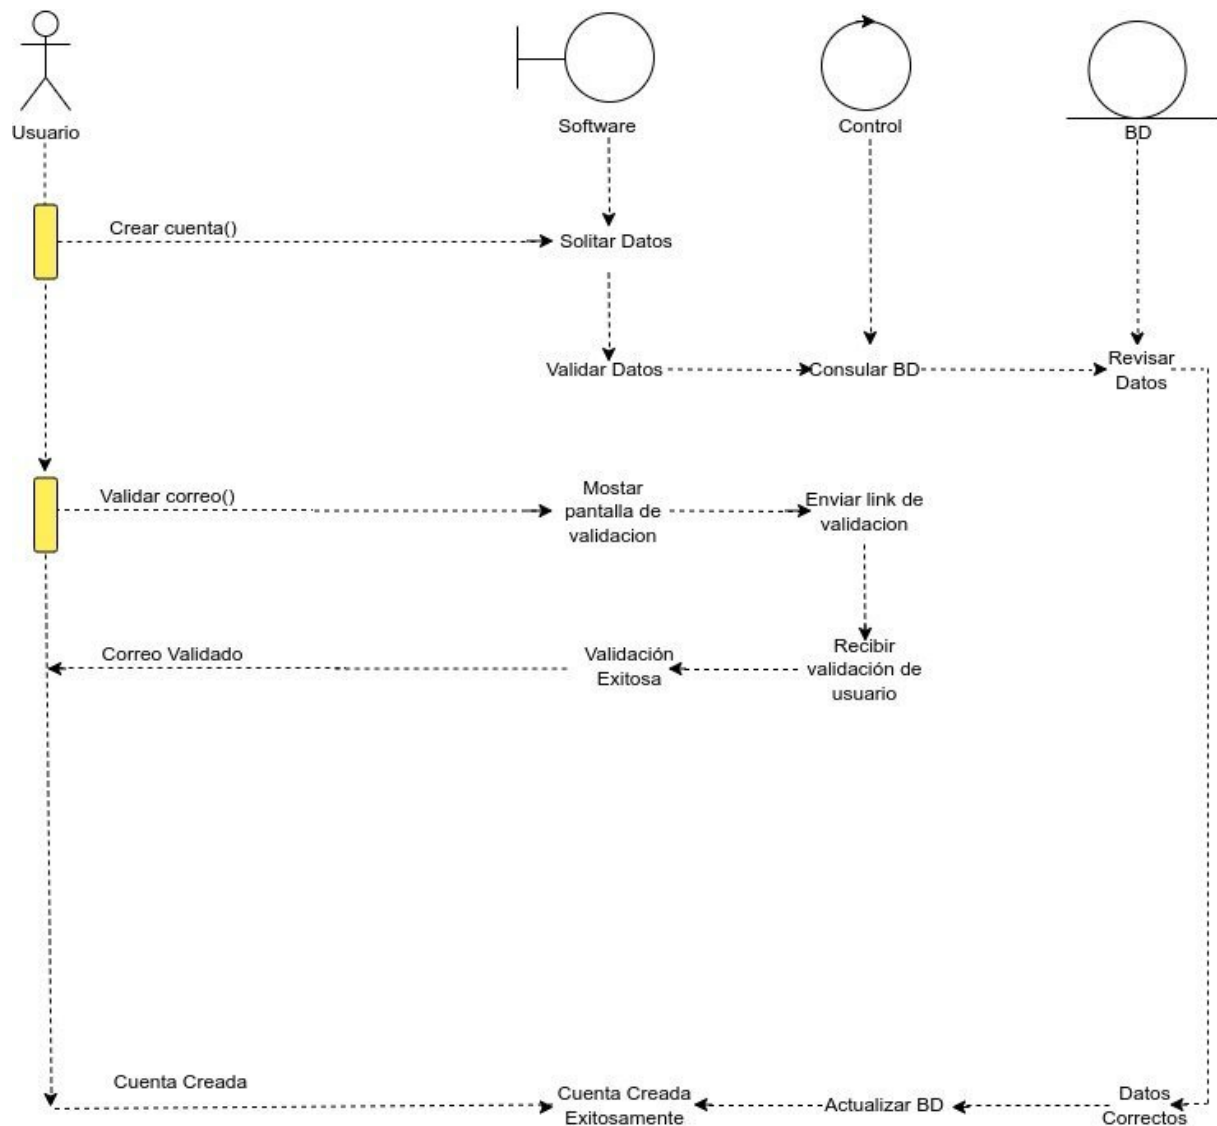 Usuario
Software
Control
BD
Crear cuenta()
Solitar Datos
Validar Datos
Consular BD
Revisar
Datos
Validar correo()
Mostar
pantalla de
validacion
Enviar link de
validacion
Correo Validado
Validación
Exitosa
Recibir
validación de
usuario
Cuenta Creada
Cuenta Creada
Exitosamente
Actualizar BD
Datos
Correctos